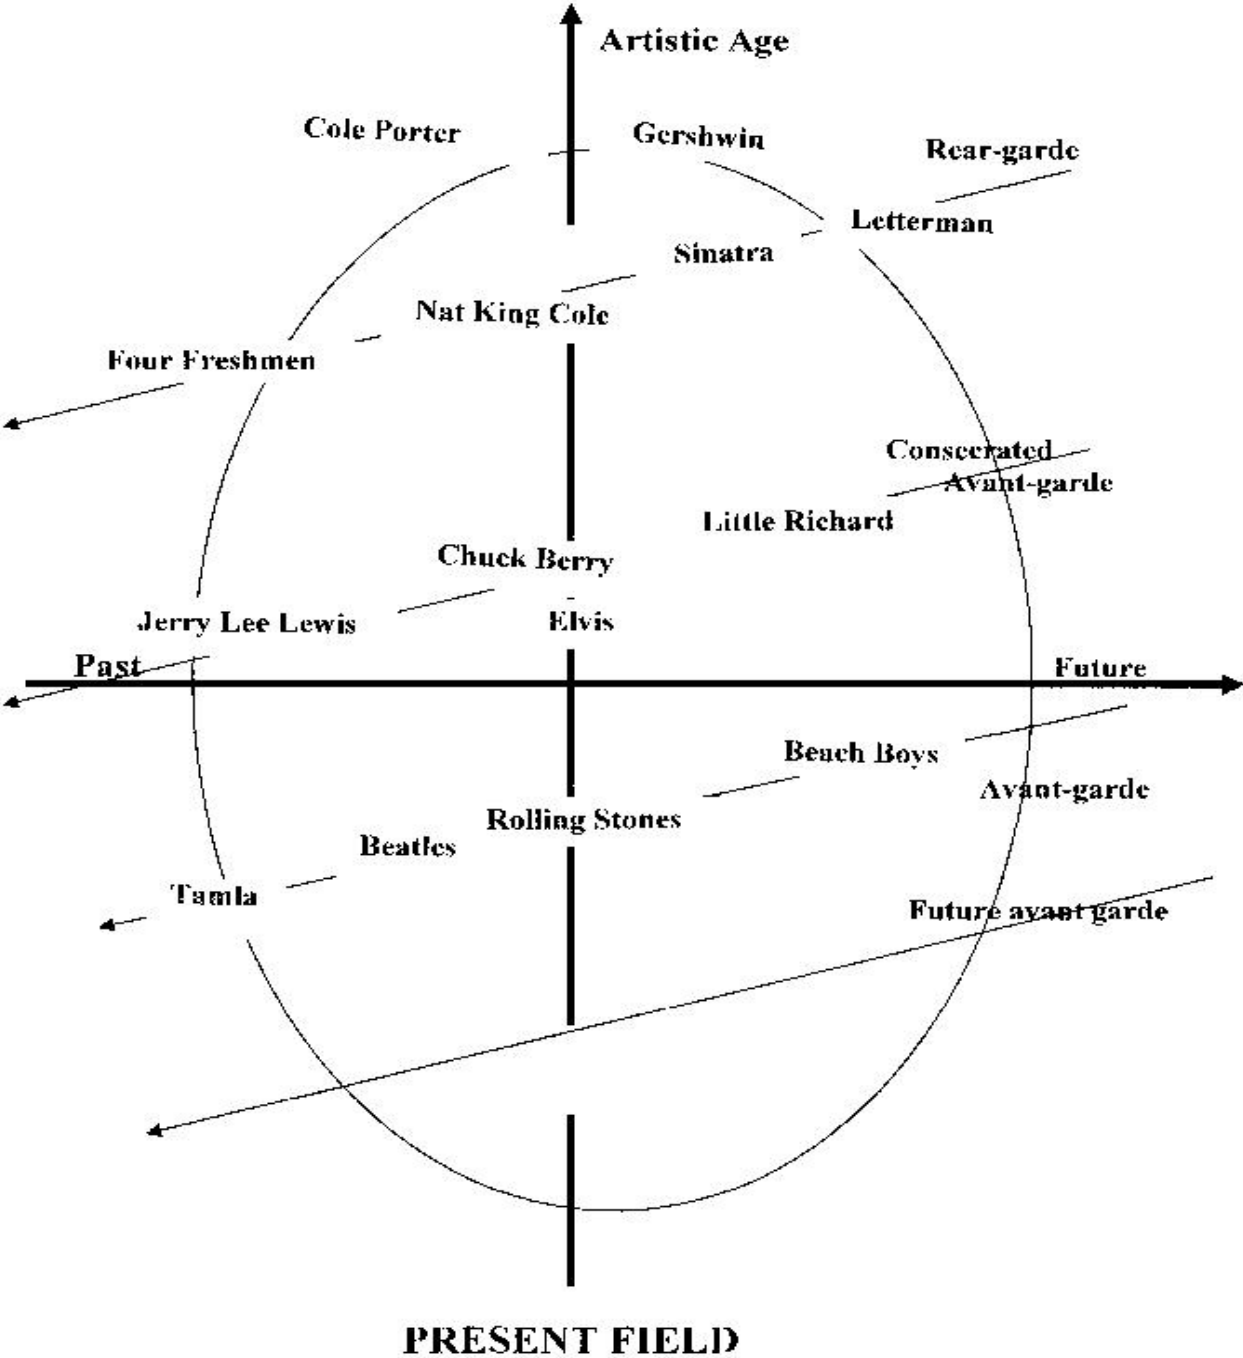 Artistic Age
Cole Porter
Gershwin
Rear-garde
Letterman
Sinatra
Nat King Cole
Four Freshmen
Consecrated
Avant-garde
Little Richard
Chuck Berry
Jerry Lee Lewis
Elvis
Past
Future
Beach Boys
Avant-garde
Rolling Stones
Beatles
Tamla
Future avant garde
PRESENT FIELD